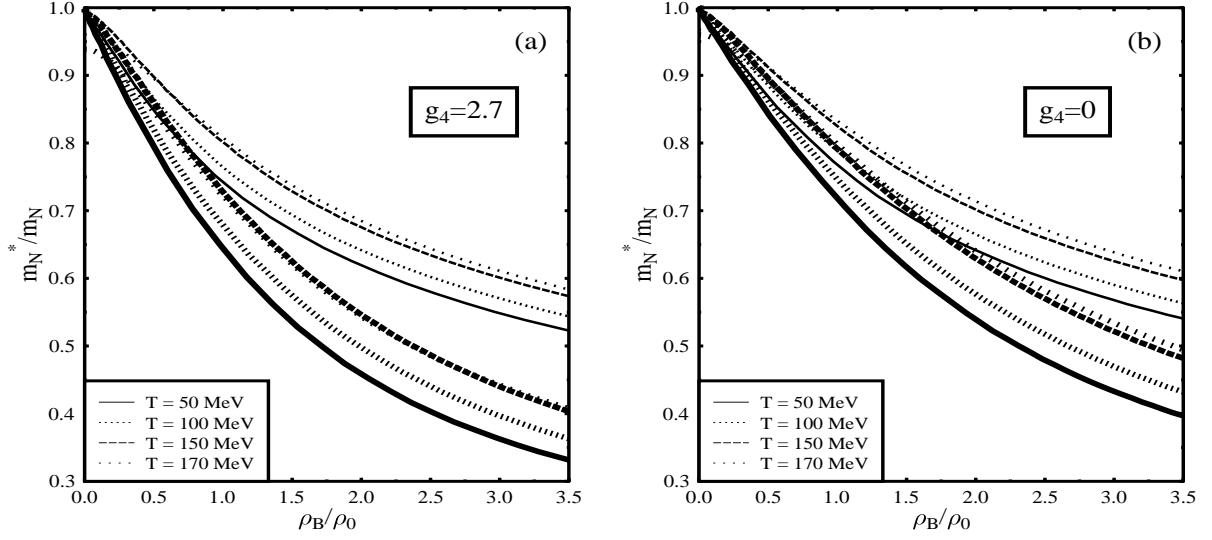 1.0
0.9
0.8
0.7
0.6
0.5
0.4
0.3
m_N^*/m_N
(a)
g₄=2.7
T = 50 MeV
T = 100 MeV
T = 150 MeV
T = 170 MeV
0.0 0.5 1.0 1.5 2.0 2.5 3.0 3.5
ρ_B/ρ_0
1.0
0.9
0.8
0.7
0.6
0.5
0.4
0.3
m_N^*/m_N
(b)
g₄=0
T = 50 MeV
T = 100 MeV
T = 150 MeV
T = 170 MeV
0.0 0.5 1.0 1.5 2.0 2.5 3.0 3.5
ρ_B/ρ_0